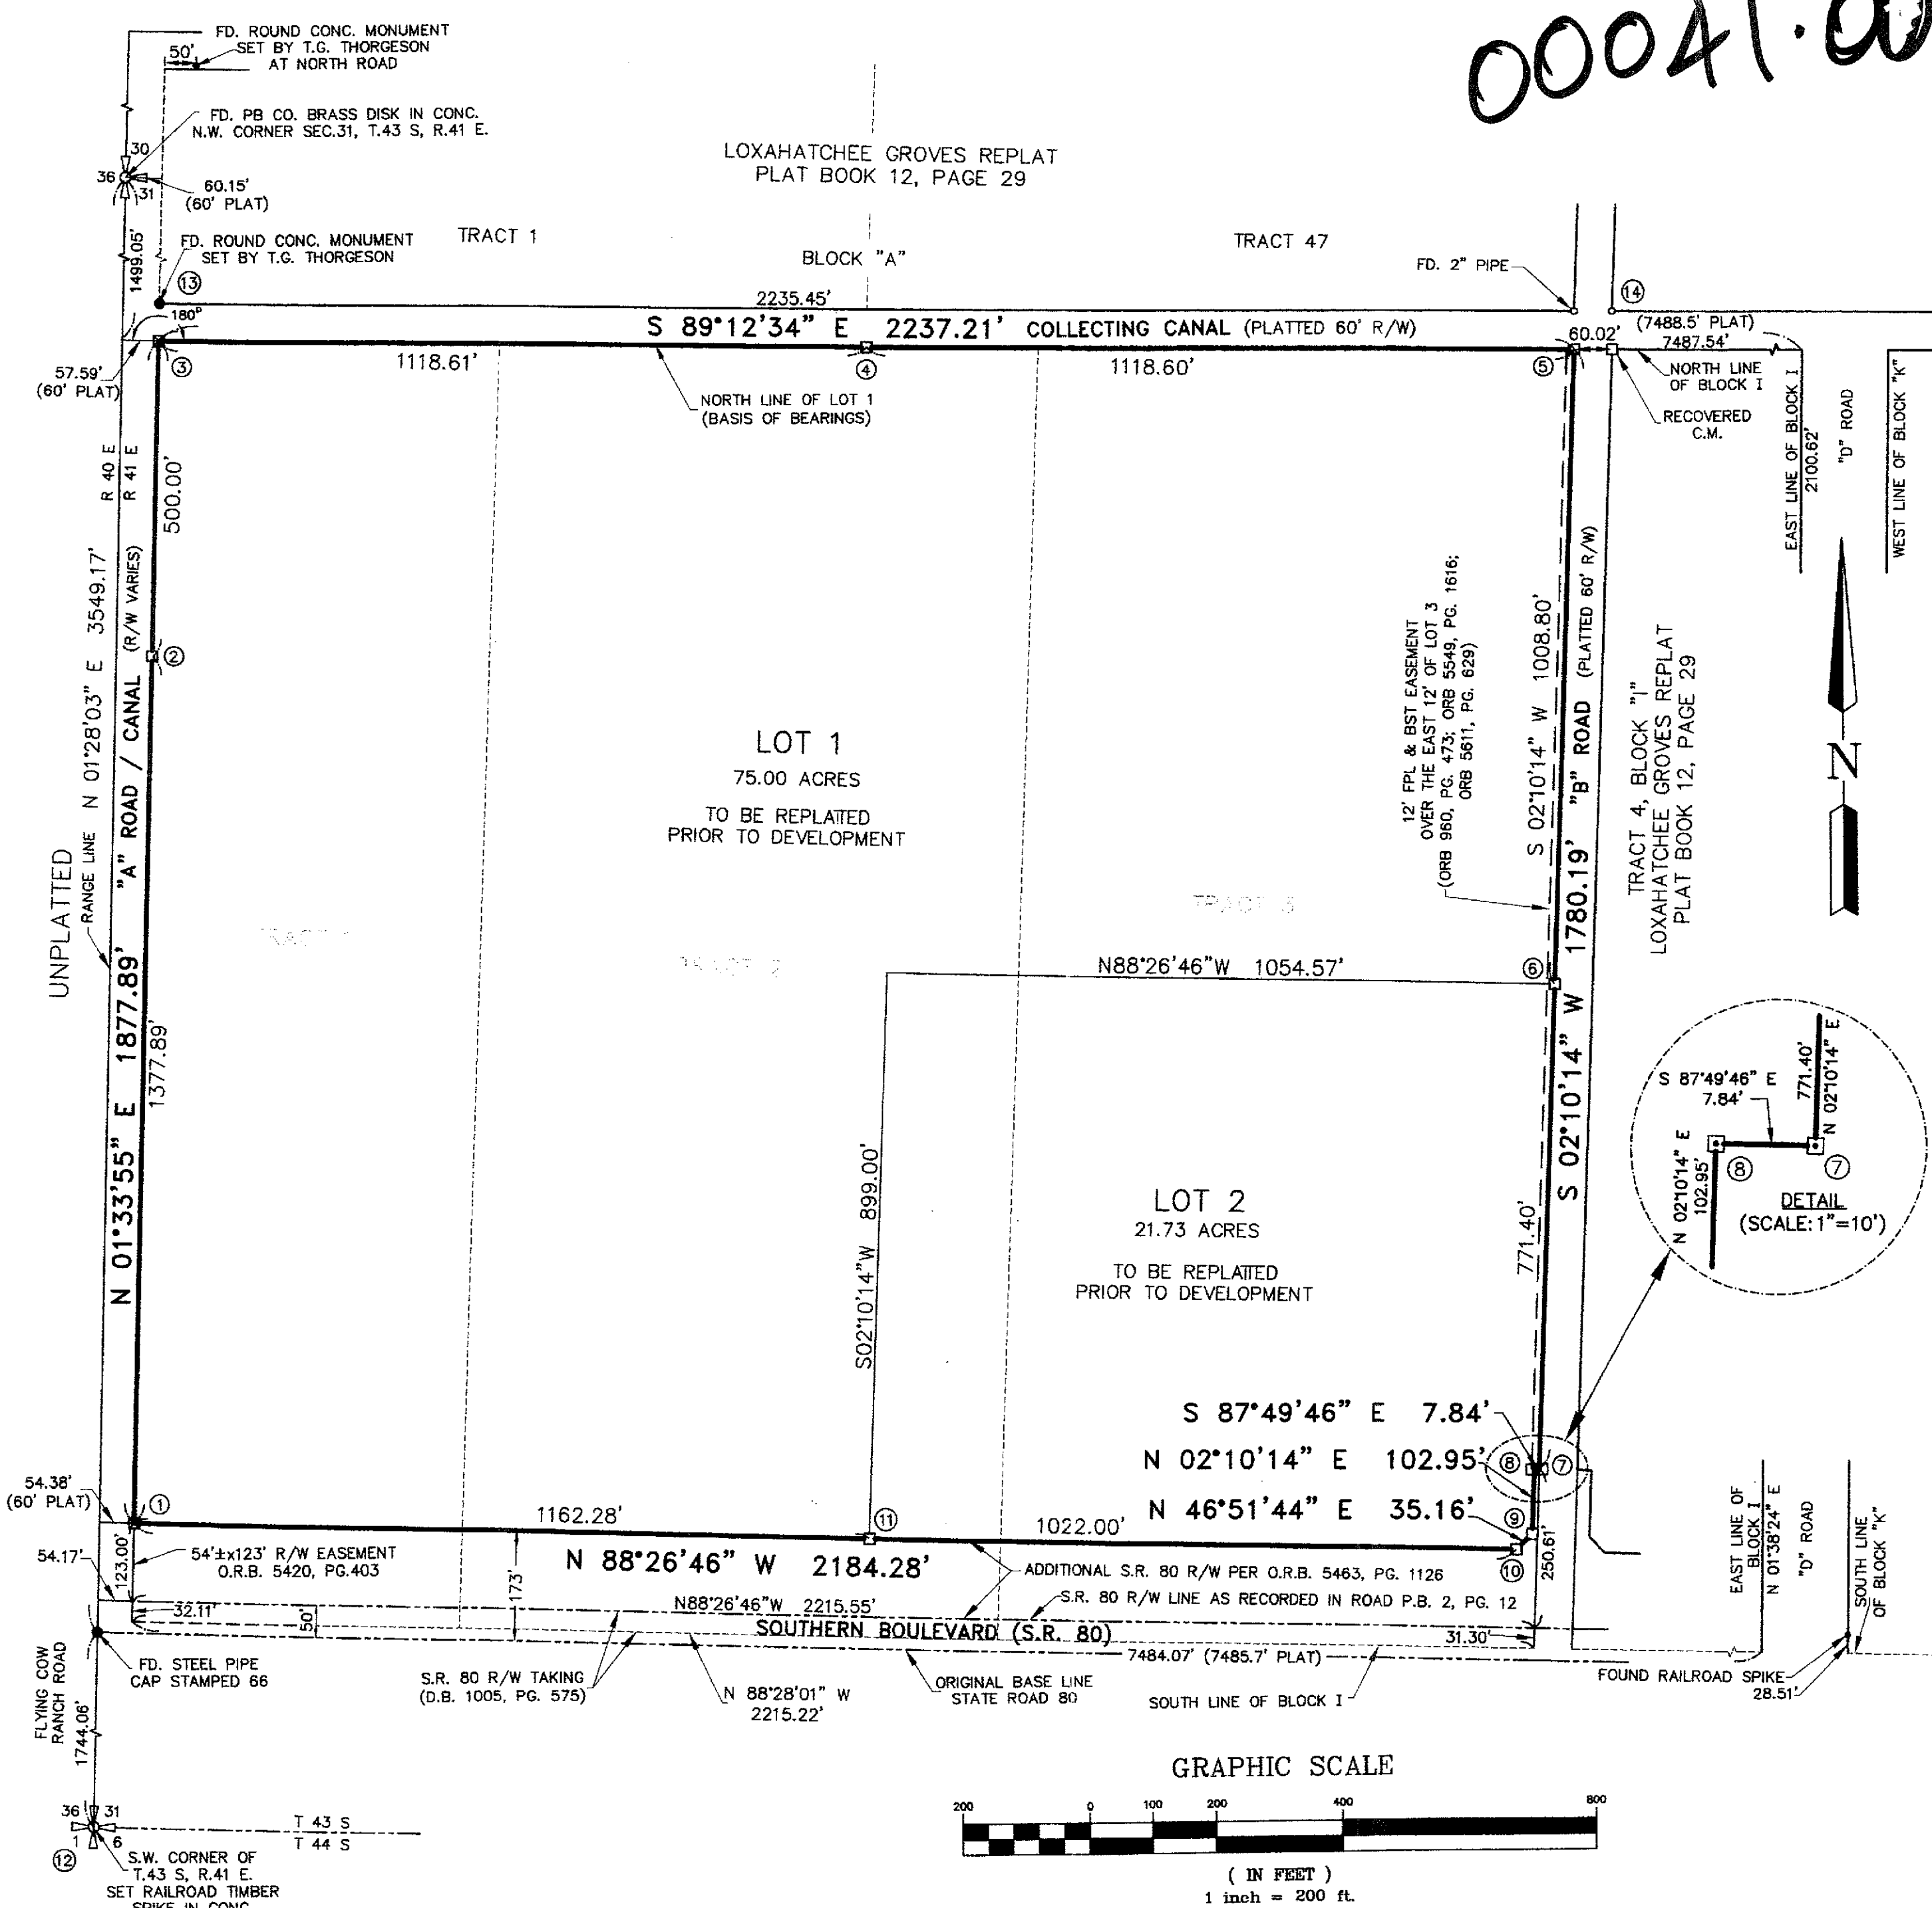 FD. ROUND CONC. MONUMENT
SET BY T.G. THORGESON
AT NORTH ROAD
50'
FD. PB CO. BRASS DISK IN CONC.
N.W. CORNER SEC.31, T.43 S, R.41 E.
30
36
31
60.15'
(60' PLAT)
1499.05'
FD. ROUND CONC. MONUMENT
SET BY T.G. THORGESON
13
LOXAHATCHEE GROVES REPLAT
PLAT BOOK 12, PAGE 29
TRACT 1
BLOCK "A"
TRACT 47
FD. 2" PIPE
14
2235.45'
180°
S 89°12'34" E 2237.21' COLLECTING CANAL (PLATTED 60' R/W)
60.02'
(7488.5' PLAT)
7487.54'
57.59'
(60' PLAT)
3
1118.61'
4
1118.60'
5
NORTH LINE OF LOT 1
(BASIS OF BEARINGS)
NORTH LINE
OF BLOCK I
RECOVERED
C.M.
EAST LINE OF BLOCK I
2100.62'
"D" ROAD
WEST LINE OF BLOCK "K"
R 40 E
R 41 E
500.00'
2
UNPLATTED
RANGE LINE N 01°28'03" E 3549.17'
"A" ROAD / CANAL (R/W VARIES)
N 01°33'55" E 1877.89'
1377.89'
LOT 1
75.00 ACRES
TO BE REPLATTED
PRIOR TO DEVELOPMENT
12' FPL & BST EASEMENT
OVER THE EAST 12' OF LOT 3
(ORB 960, PG. 473; ORB 5549, PG. 1616;
ORB 5611, PG. 629)
S 02°10'14" W 1008.80'
"B" ROAD (PLATTED 60' R/W)
S 02°10'14" W 1780.19'
TRACT 4, BLOCK "I"
LOXAHATCHEE GROVES REPLAT
PLAT BOOK 12, PAGE 29
N
TRACT 3
N88°26'46"W 1054.57'
6
S02°10'14"W 899.00'
LOT 2
21.73 ACRES
TO BE REPLATTED
PRIOR TO DEVELOPMENT
771.40'
S 87°49'46" E
7.84'
771.40'
N 02°10'14" E
N 02°10'14" E
102.95'
8
7
DETAIL
(SCALE: 1"=10')
S 87°49'46" E 7.84'
N 02°10'14" E 102.95'
8
7
N 46°51'44" E 35.16'
9
10
250.61'
54.38'
(60' PLAT)
1
1162.28'
11
1022.00'
N 88°26'46" W 2184.28'
54.17'
123.00'
54'±x123' R/W EASEMENT
O.R.B. 5420, PG.403
173'
ADDITIONAL S.R. 80 R/W PER O.R.B. 5463, PG. 1126
S.R. 80 R/W LINE AS RECORDED IN ROAD P.B. 2, PG. 12
32.11'
50'
N88°26'46"W 2215.55'
SOUTHERN BOULEVARD (S.R. 80)
31.30'
7484.07' (7485.7' PLAT)
FD. STEEL PIPE
CAP STAMPED 66
S.R. 80 R/W TAKING
(D.B. 1005, PG. 575)
N 88°28'01" W
2215.22'
ORIGINAL BASE LINE
STATE ROAD 80
SOUTH LINE OF BLOCK I
EAST LINE OF
BLOCK I
N 01°38'24" E
"D" ROAD
SOUTH LINE
OF BLOCK "K"
FOUND RAILROAD SPIKE
28.51'
FLYING COW
RANCH ROAD
1744.06'
36
31
1
6
12
T 43 S
T 44 S
S.W. CORNER OF
T.43 S, R.41 E.
SET RAILROAD TIMBER
SPIKE IN CONC.
GRAPHIC SCALE
200 0 100 200 400 800
( IN FEET )
1 inch = 200 ft.